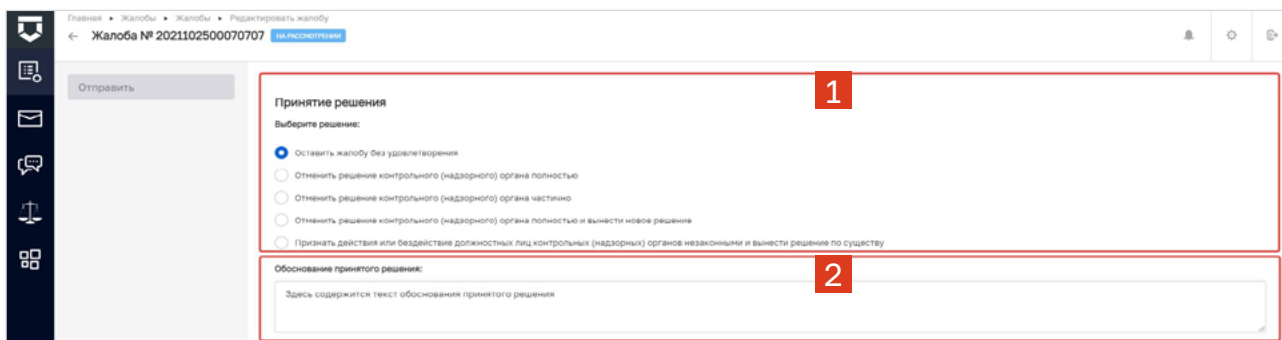 Главная ▸ Жалобы ▸ Жалобы ▸ Редактировать жалобу
← Жалоба № 2021102500070707 НА РАССМОТРЕНИИ
Отправить
1
Принятие решения
Выберите решение:
Оставить жалобу без удовлетворения
Отменить решение контрольного (надзорного) органа полностью
Отменить решение контрольного (надзорного) органа частично
Отменить решение контрольного (надзорного) органа полностью и вынести новое решение
Признать действия или бездействие должностных лиц контрольных (надзорных) органов незаконными и вынести решение по существу
2
Обоснование принятого решения:
Здесь содержится текст обоснования принятого решения